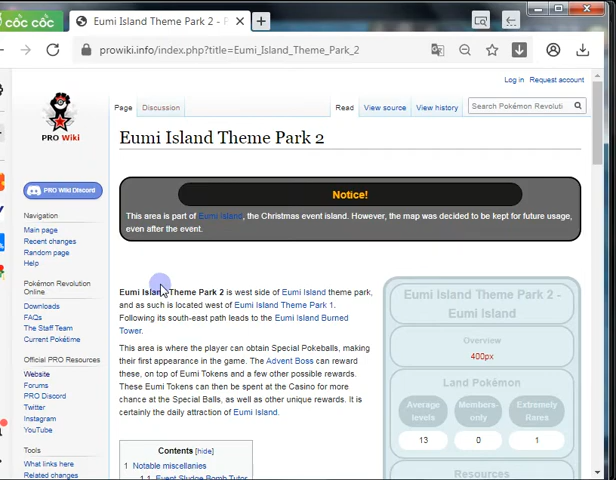 cốc cốc
Eumi Island Theme Park 2 -
prowiki.info/index.php?title=Eumi_Island_Theme_Park_2
Log in Request account
Page Discussion Read View source View history Search Pokémon Revoluti
PRO Wiki
Eumi Island Theme Park 2
PRO Wiki Discord
Notice!
This area is part of Eumi Island, the Christmas event island. However, the map was decided to be kept for future usage,
even after the event.
Navigation
Main page
Recent changes
Random page
Help
Pokémon Revolution
Online
Downloads
FAQs
The Staff Team
Current Pokétime
Official PRO Resources
Website
Forums
PRO Discord
Twitter
Instagram
YouTube
Tools
What links here
Related changes
Eumi Island Theme Park 2 is west side of Eumi Island theme park,
and as such is located west of Eumi Island Theme Park 1.
Following its south-east path leads to the Eumi Island Burned
Tower.
This area is where the player can obtain Special Pokeballs, making
their first appearance in the game. The Advent Boss can reward
these, on top of Eumi Tokens and a few other possible rewards.
These Eumi Tokens can then be spent at the Casino for more
chance at the Special Balls, as well as other unique rewards. It is
certainly the daily attraction of Eumi Island.
Contents [hide]
1 Notable miscellanies
1.1 Event Sludge Bomb Tutor
Eumi Island Theme Park 2 -
Eumi Island
Overview
400px
Land Pokémon
Average levels
Members-only
Extremely Rares
13 0 1
Resources